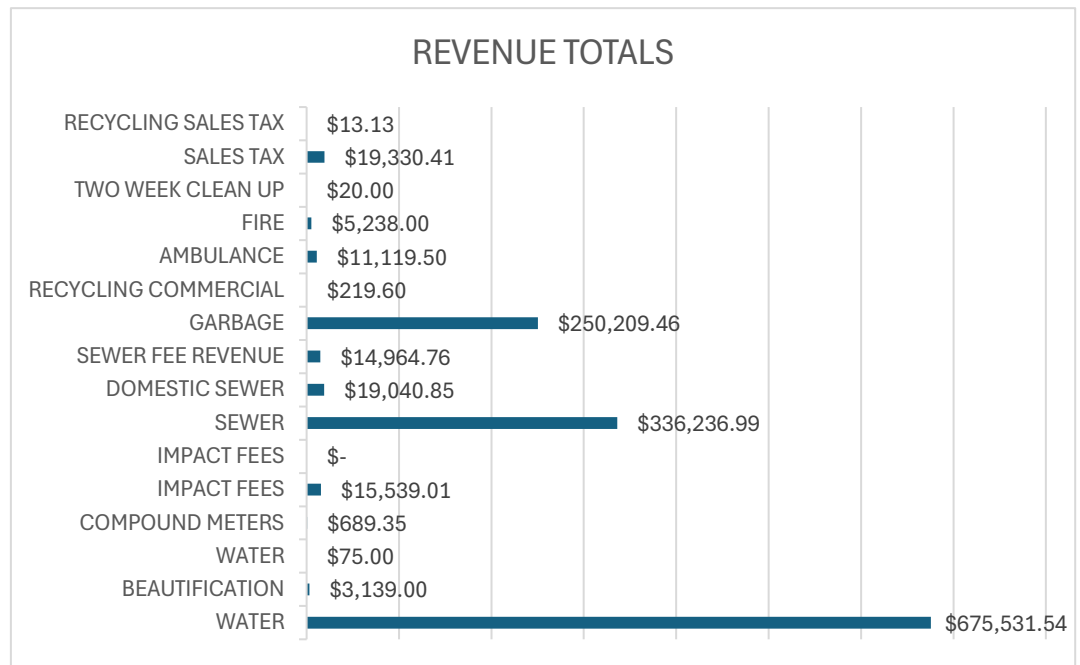 REVENUE TOTALS
RECYCLING SALES TAX $13.13
SALES TAX $19,330.41
TWO WEEK CLEAN UP $20.00
FIRE $5,238.00
AMBULANCE $11,119.50
RECYCLING COMMERCIAL $219.60
GARBAGE $250,209.46
SEWER FEE REVENUE $14,964.76
DOMESTIC SEWER $19,040.85
SEWER $336,236.99
IMPACT FEES $-
IMPACT FEES $15,539.01
COMPOUND METERS $689.35
WATER $75.00
BEAUTIFICATION $3,139.00
WATER $675,531.54